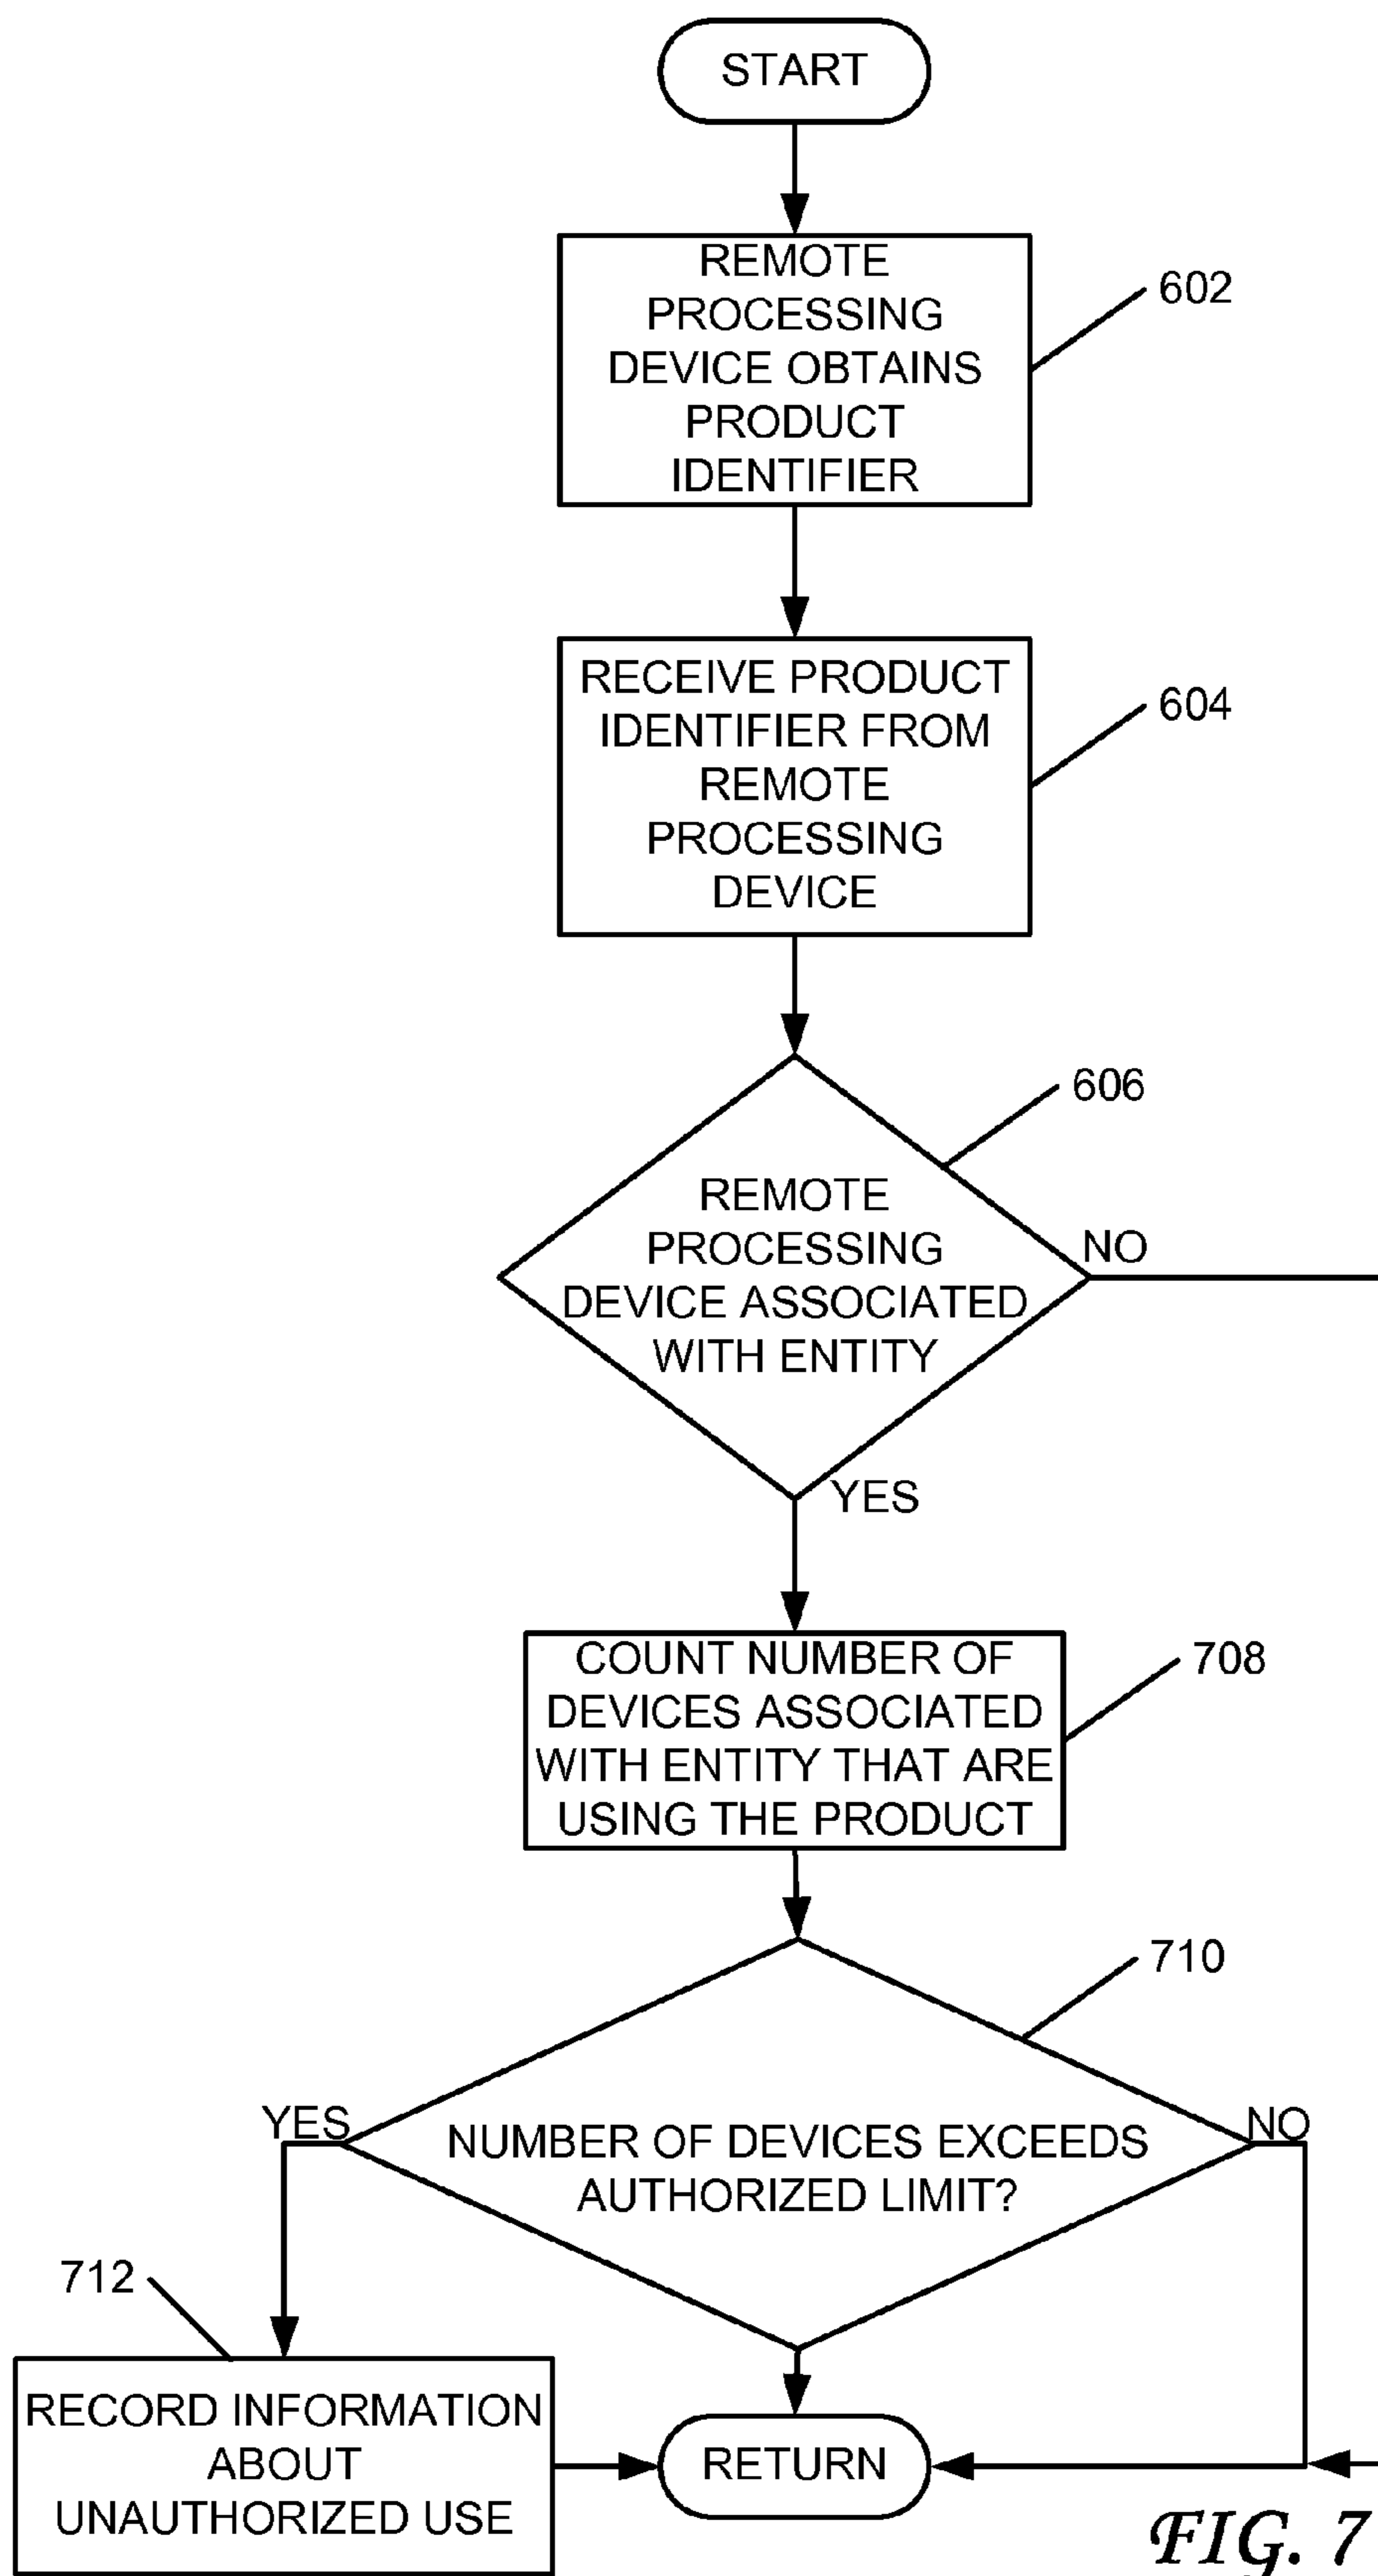 START
REMOTE
PROCESSING
DEVICE OBTAINS
PRODUCT
IDENTIFIER
602
RECEIVE PRODUCT
IDENTIFIER FROM
REMOTE
PROCESSING
DEVICE
604
606
REMOTE
PROCESSING
DEVICE ASSOCIATED
WITH ENTITY
NO
YES
COUNT NUMBER OF
DEVICES ASSOCIATED
WITH ENTITY THAT ARE
USING THE PRODUCT
708
710
YES
NUMBER OF DEVICES EXCEEDS
AUTHORIZED LIMIT?
NO
712
RECORD INFORMATION
ABOUT
UNAUTHORIZED USE
RETURN
FIG. 7